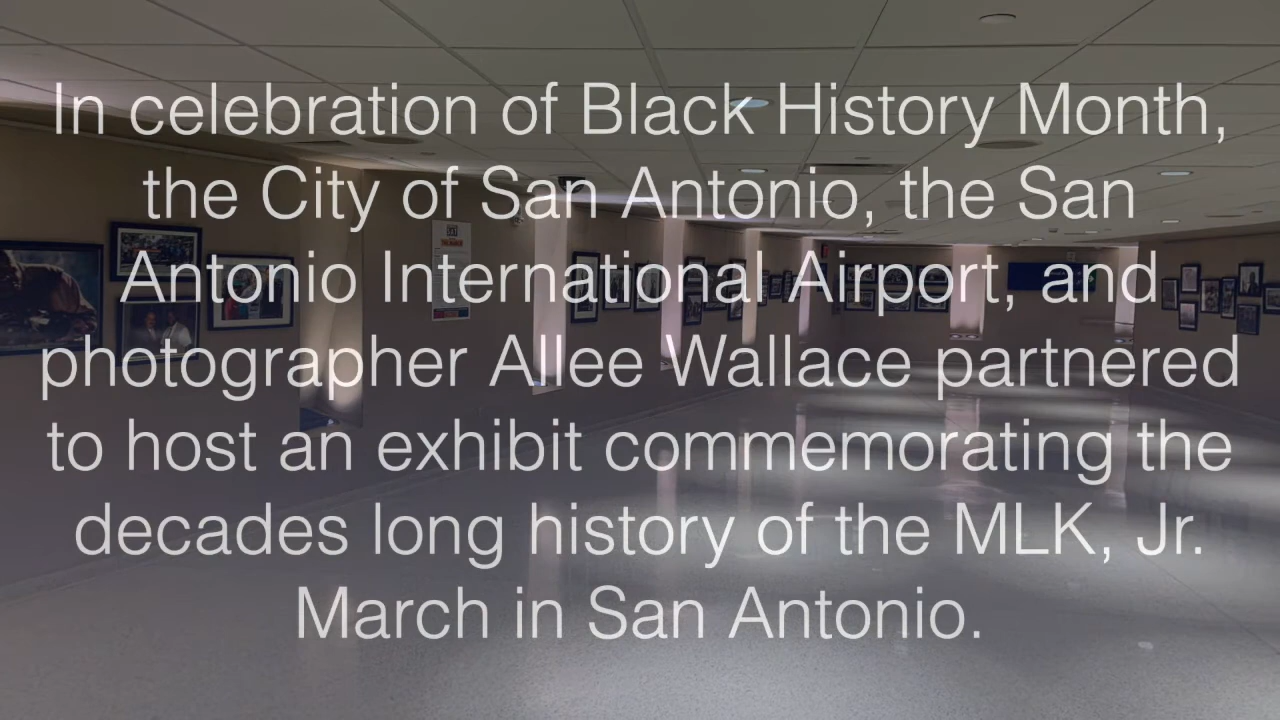 In celebration of Black History Month,
the City of San Antonio, the San
Antonio International Airport, and
photographer Allee Wallace partnered
to host an exhibit commemorating the
decades long history of the MLK, Jr.
March in San Antonio.